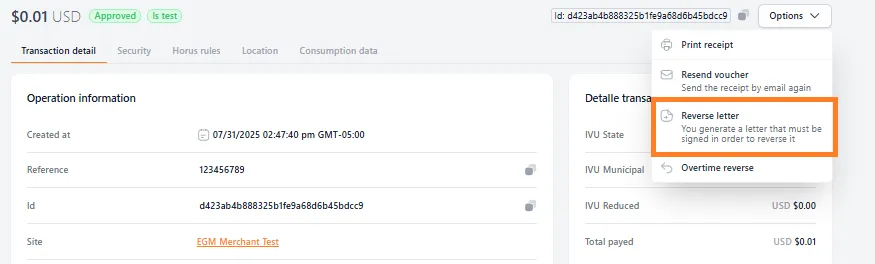 $0.01 USD Approved Is test Id: d423ab4b888325b1fe9a68d6b45bdcc9 Options
Transaction detail Security Horus rules Location Consumption data
Print receipt
Resend voucher
Send the receipt by email again
Reverse letter
You generate a letter that must be
signed in order to reverse it
Overtime reverse
Operation information
Created at 07/31/2025 02:47:40 pm GMT-05:00
Reference 123456789
Id d423ab4b888325b1fe9a68d6b45bdcc9
Site EGM Merchant Test
Detalle transa
IVU State
IVU Municipal
IVU Reduced USD $0.00
Total payed USD $0.01